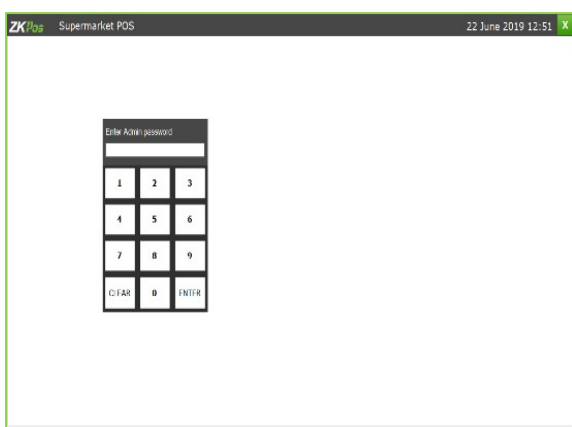 ZKPos Supermarket POS 22 June 2019 12:51 X
Enter Admin password
1 2 3
4 5 6
7 8 9
CLEAR 0 ENTER